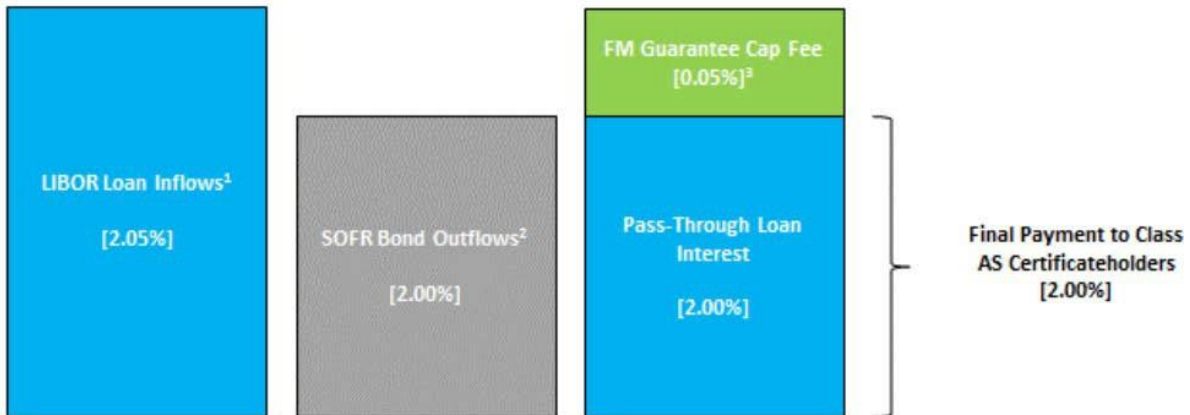 LIBOR Loan Inflows¹
[2.05%]
SOFR Bond Outflows²
[2.00%]
FM Guarantee Cap Fee
[0.05%]³
Pass-Through Loan
Interest
[2.00%]
Final Payment to Class
AS Certificateholders
[2.00%]